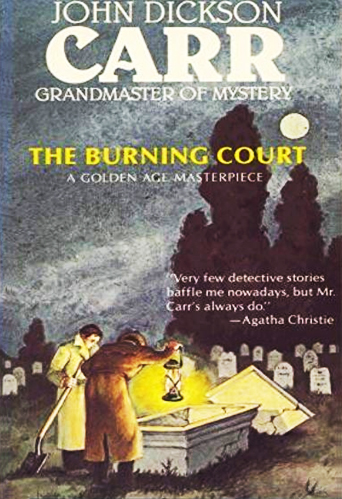 JOHN DICKSON
CARR
GRANDMASTER OF MYSTERY
THE BURNING COURT
A GOLDEN AGE MASTERPIECE
"Very few detective stories
baffle me nowadays, but Mr.
Carr's always do."
—Agatha Christie